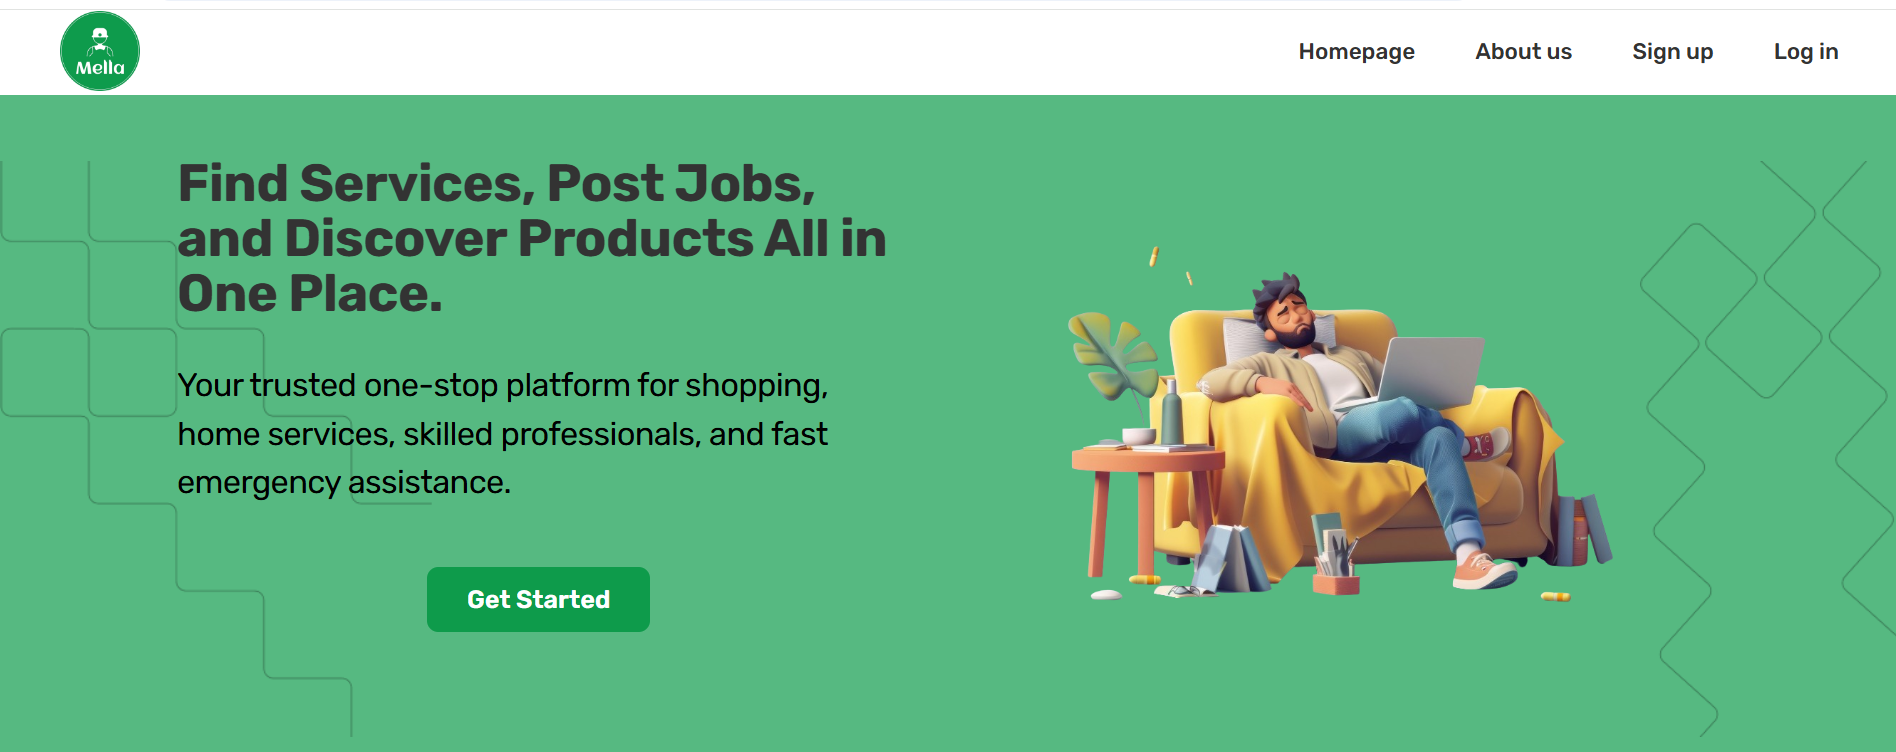 Mella
Homepage
About us
Sign up
Log in
Find Services, Post Jobs,
and Discover Products All in
One Place.
Your trusted one-stop platform for shopping,
home services, skilled professionals, and fast
emergency assistance.
Get Started